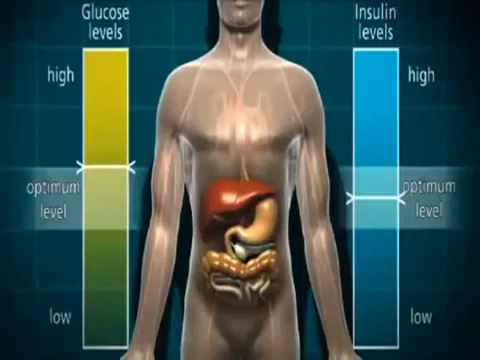 Glucose
levels
high
optimum
level
low
Insulin
levels
high
optimum
level
low